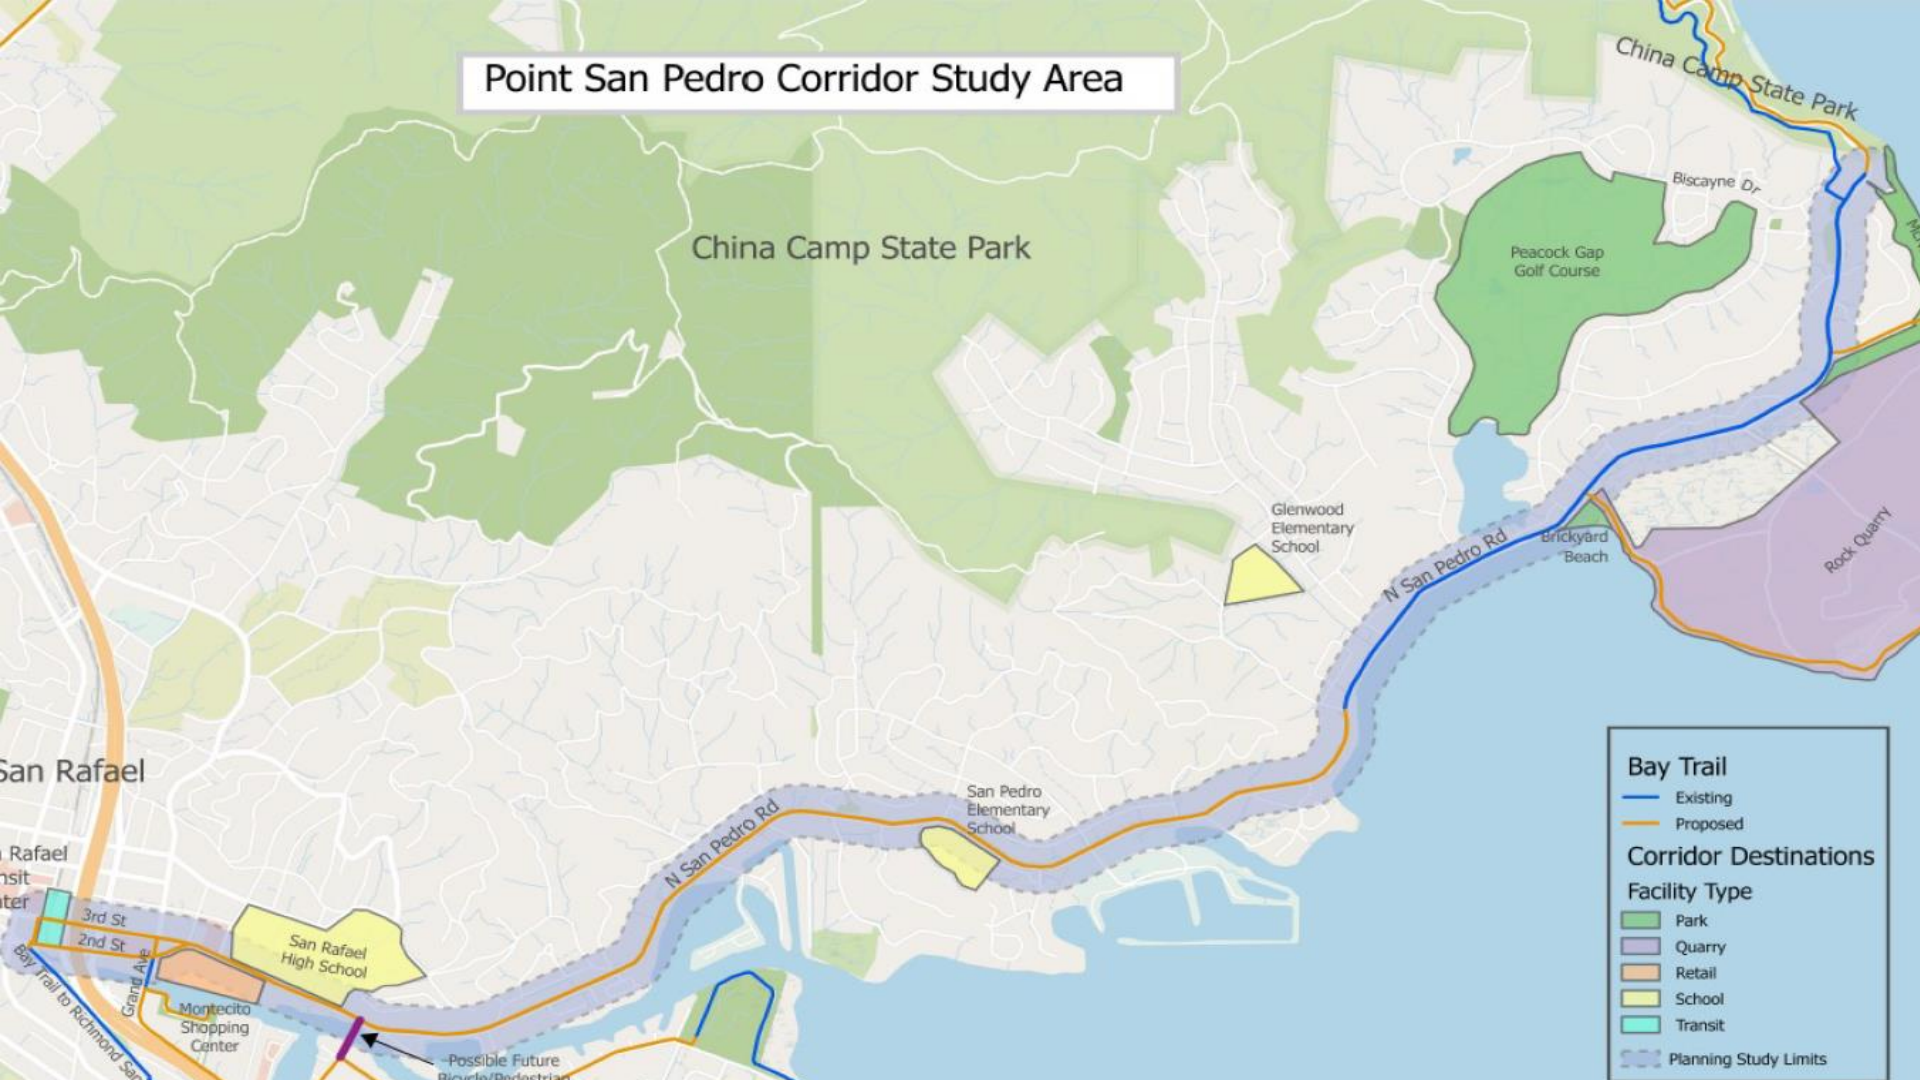 Point San Pedro Corridor Study Area
China Camp State Park
Biscayne Dr
Peacock Gap
Golf Course
China Camp State Park
Glenwood
Elementary
School
N San Pedro Rd
Brickyard
Beach
Rock Quarry
San Rafael
San Pedro
Elementary
School
N San Pedro Rd
Rafael
3rd St
2nd St
Grand Ave
Bay Trail to Richmond San
San Rafael
High School
Montecito
Shopping
Center
Possible Future
Bicycle/Pedestrian
Bay Trail
Existing
Proposed
Corridor Destinations
Facility Type
Park
Quarry
Retail
School
Transit
Planning Study Limits